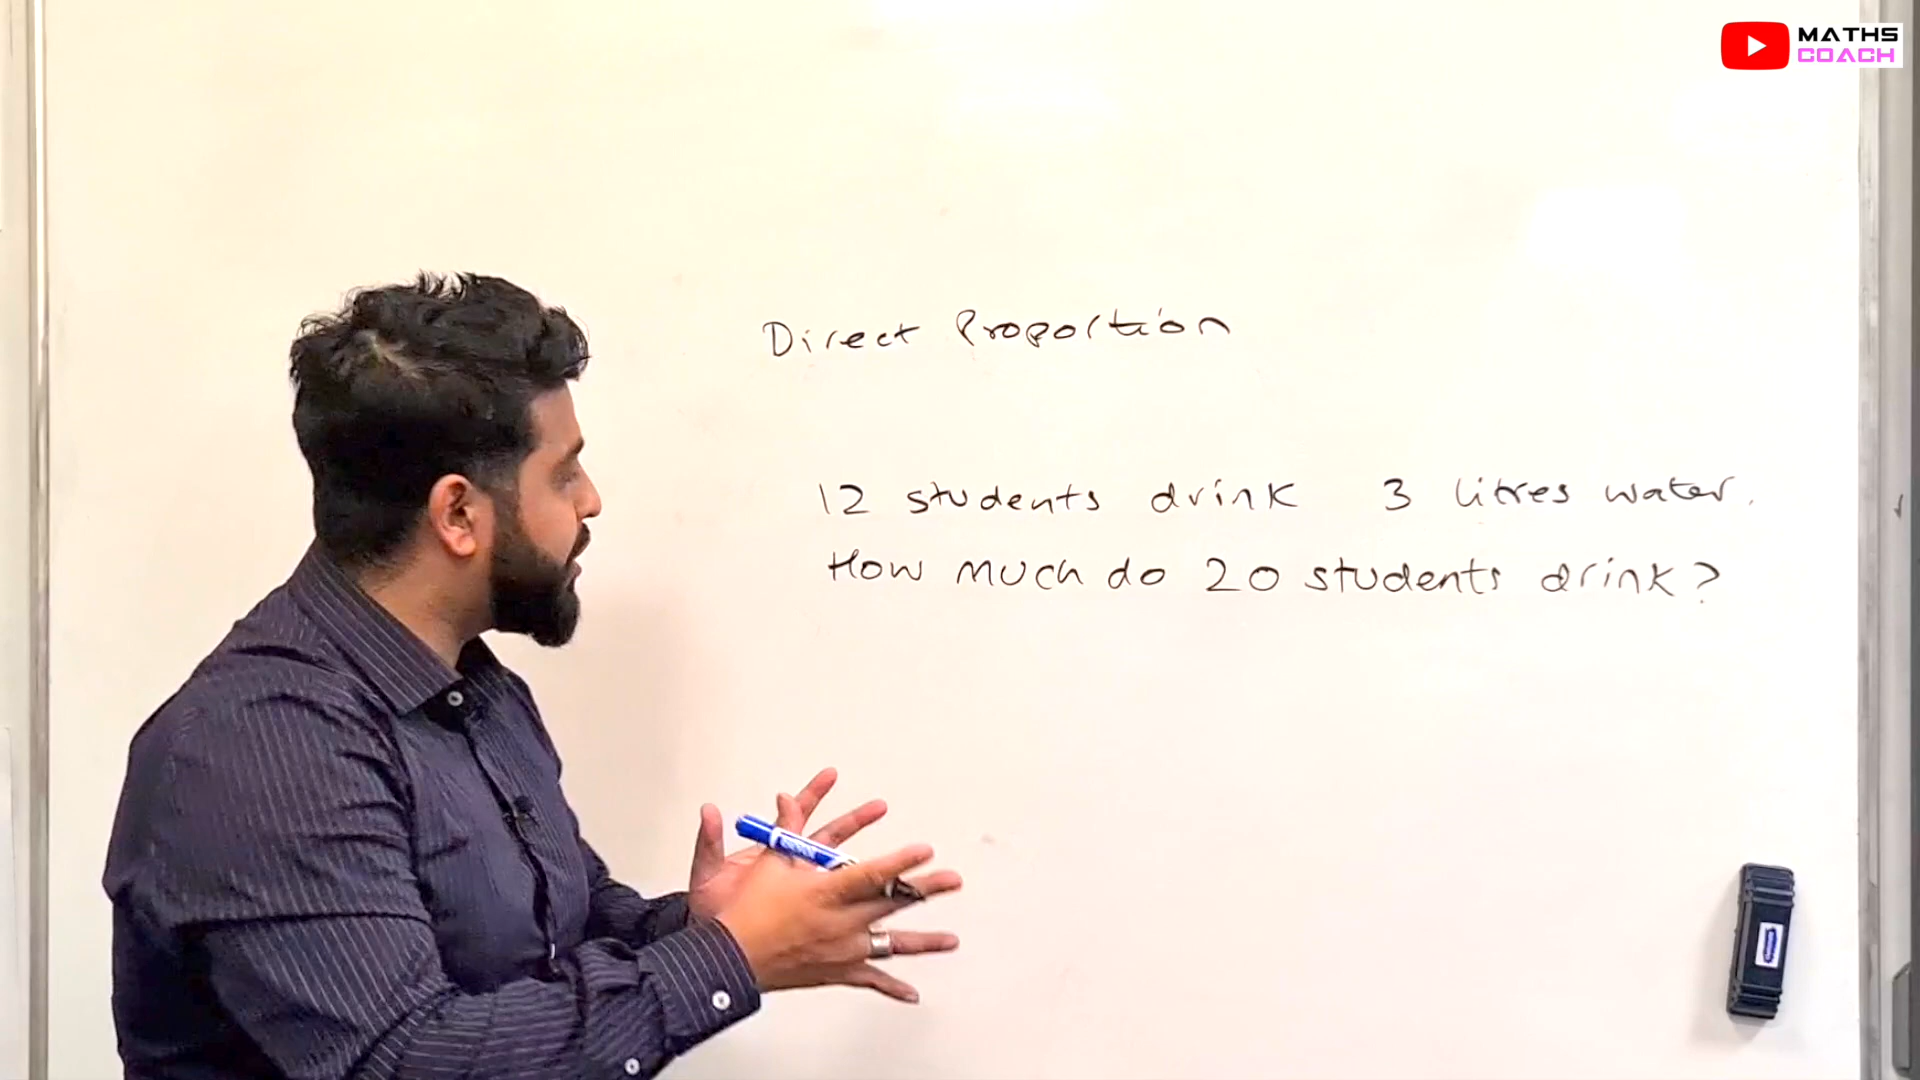 MATHS
COACH
Direct Proportion
12 students drink 3 litres water.
How much do 20 students drink?